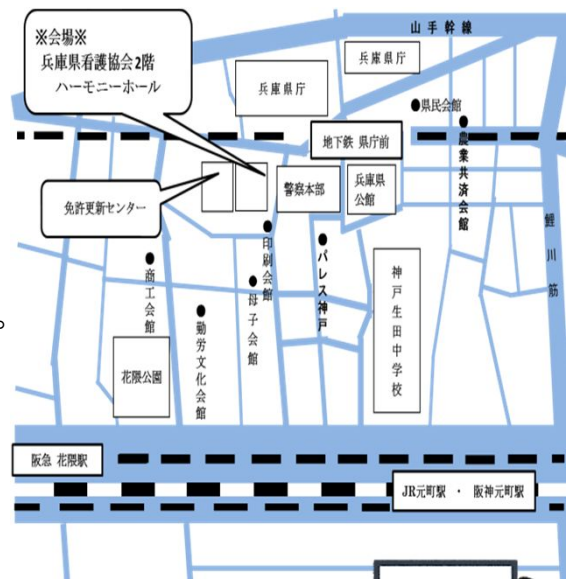 ※会場※
兵庫県看護協会2階
ハーモニーホール
山手幹線
兵庫県庁
兵庫県庁
●県民会館
地下鉄 県庁前
●農業共済会館
免許更新センター
警察本部
兵庫県
公館
鯉川筋
●印刷会館
●パレス神戸
●商工会館
●母子会館
神戸生田中学校
●勤労文化会館
花隈公園
。
阪急 花隈駅
JR元町駅 ・ 阪神元町駅